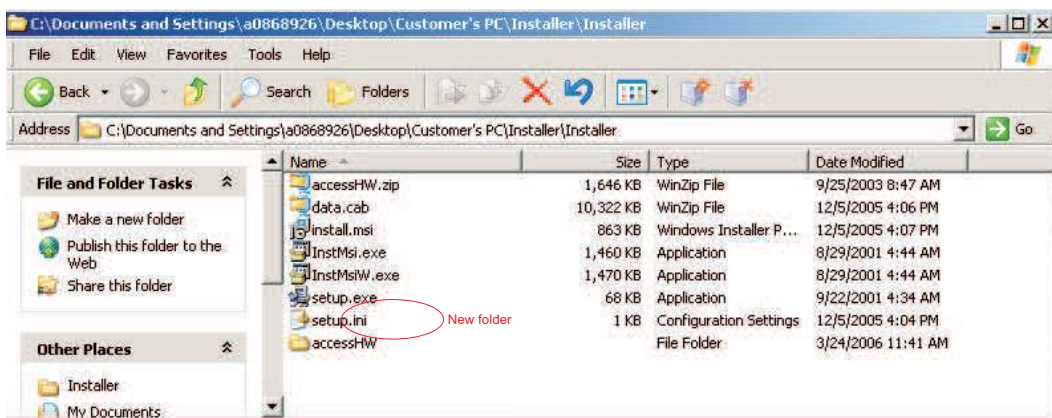 C:\Documents and Settings\a0868926\Desktop\Customer's PC\Installer\Installer
File Edit View Favorites Tools Help
Back Search Folders
Address C:\Documents and Settings\a0868926\Desktop\Customer's PC\Installer\Installer Go
File and Folder Tasks
Make a new folder
Publish this folder to the
Web
Share this folder
Other Places
Installer
My Documents
Name Size Type Date Modified
accessHW.zip 1,646 KB WinZip File 9/25/2003 8:47 AM
data.cab 10,322 KB WinZip File 12/5/2005 4:06 PM
install.msi 863 KB Windows Installer P... 12/5/2005 4:07 PM
InstMsi.exe 1,460 KB Application 8/29/2001 4:44 AM
InstMsiW.exe 1,470 KB Application 8/29/2001 4:44 AM
setup.exe 68 KB Application 9/22/2001 4:34 AM
setup.ini New folder 1 KB Configuration Settings 12/5/2005 4:04 PM
accessHW File Folder 3/24/2006 11:41 AM